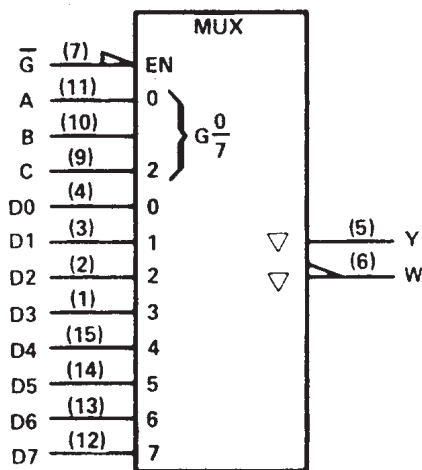 MUX
G̅ (7) EN
A (11) 0
B (10) G 0/7
C (9) 2
D0 (4) 0
D1 (3) 1 ▽ (5) Y
D2 (2) 2 ▽ (6) W
D3 (1) 3
D4 (15) 4
D5 (14) 5
D6 (13) 6
D7 (12) 7